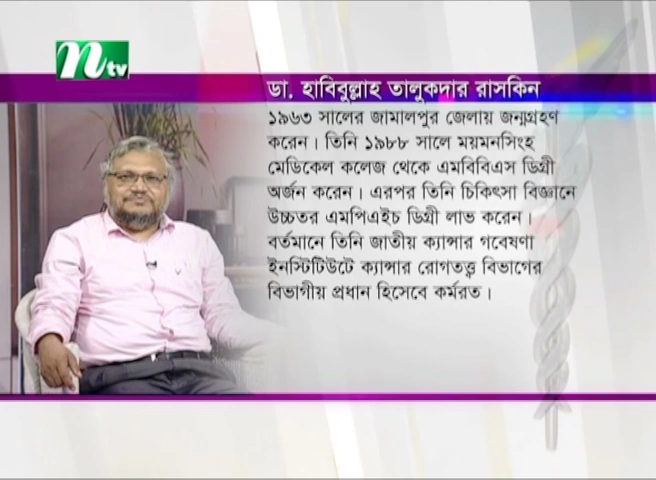 ntv
ডা. হাবিবুল্লাহ তালুকদার রাসকিন
১৯৬৩ সালের জামালপুর জেলায় জন্মগ্রহণ
করেন। তিনি ১৯৮৮ সালে ময়মনসিংহ
মেডিকেল কলেজ থেকে এমবিবিএস ডিগ্রী
অর্জন করেন। এরপর তিনি চিকিৎসা বিজ্ঞানে
উচ্চতর এমপিএইচ ডিগ্রী লাভ করেন।
বর্তমানে তিনি জাতীয় ক্যান্সার গবেষণা
ইনস্টিটিউটে ক্যান্সার রোগতত্ত্ব বিভাগের
বিভাগীয় প্রধান হিসেবে কর্মরত।